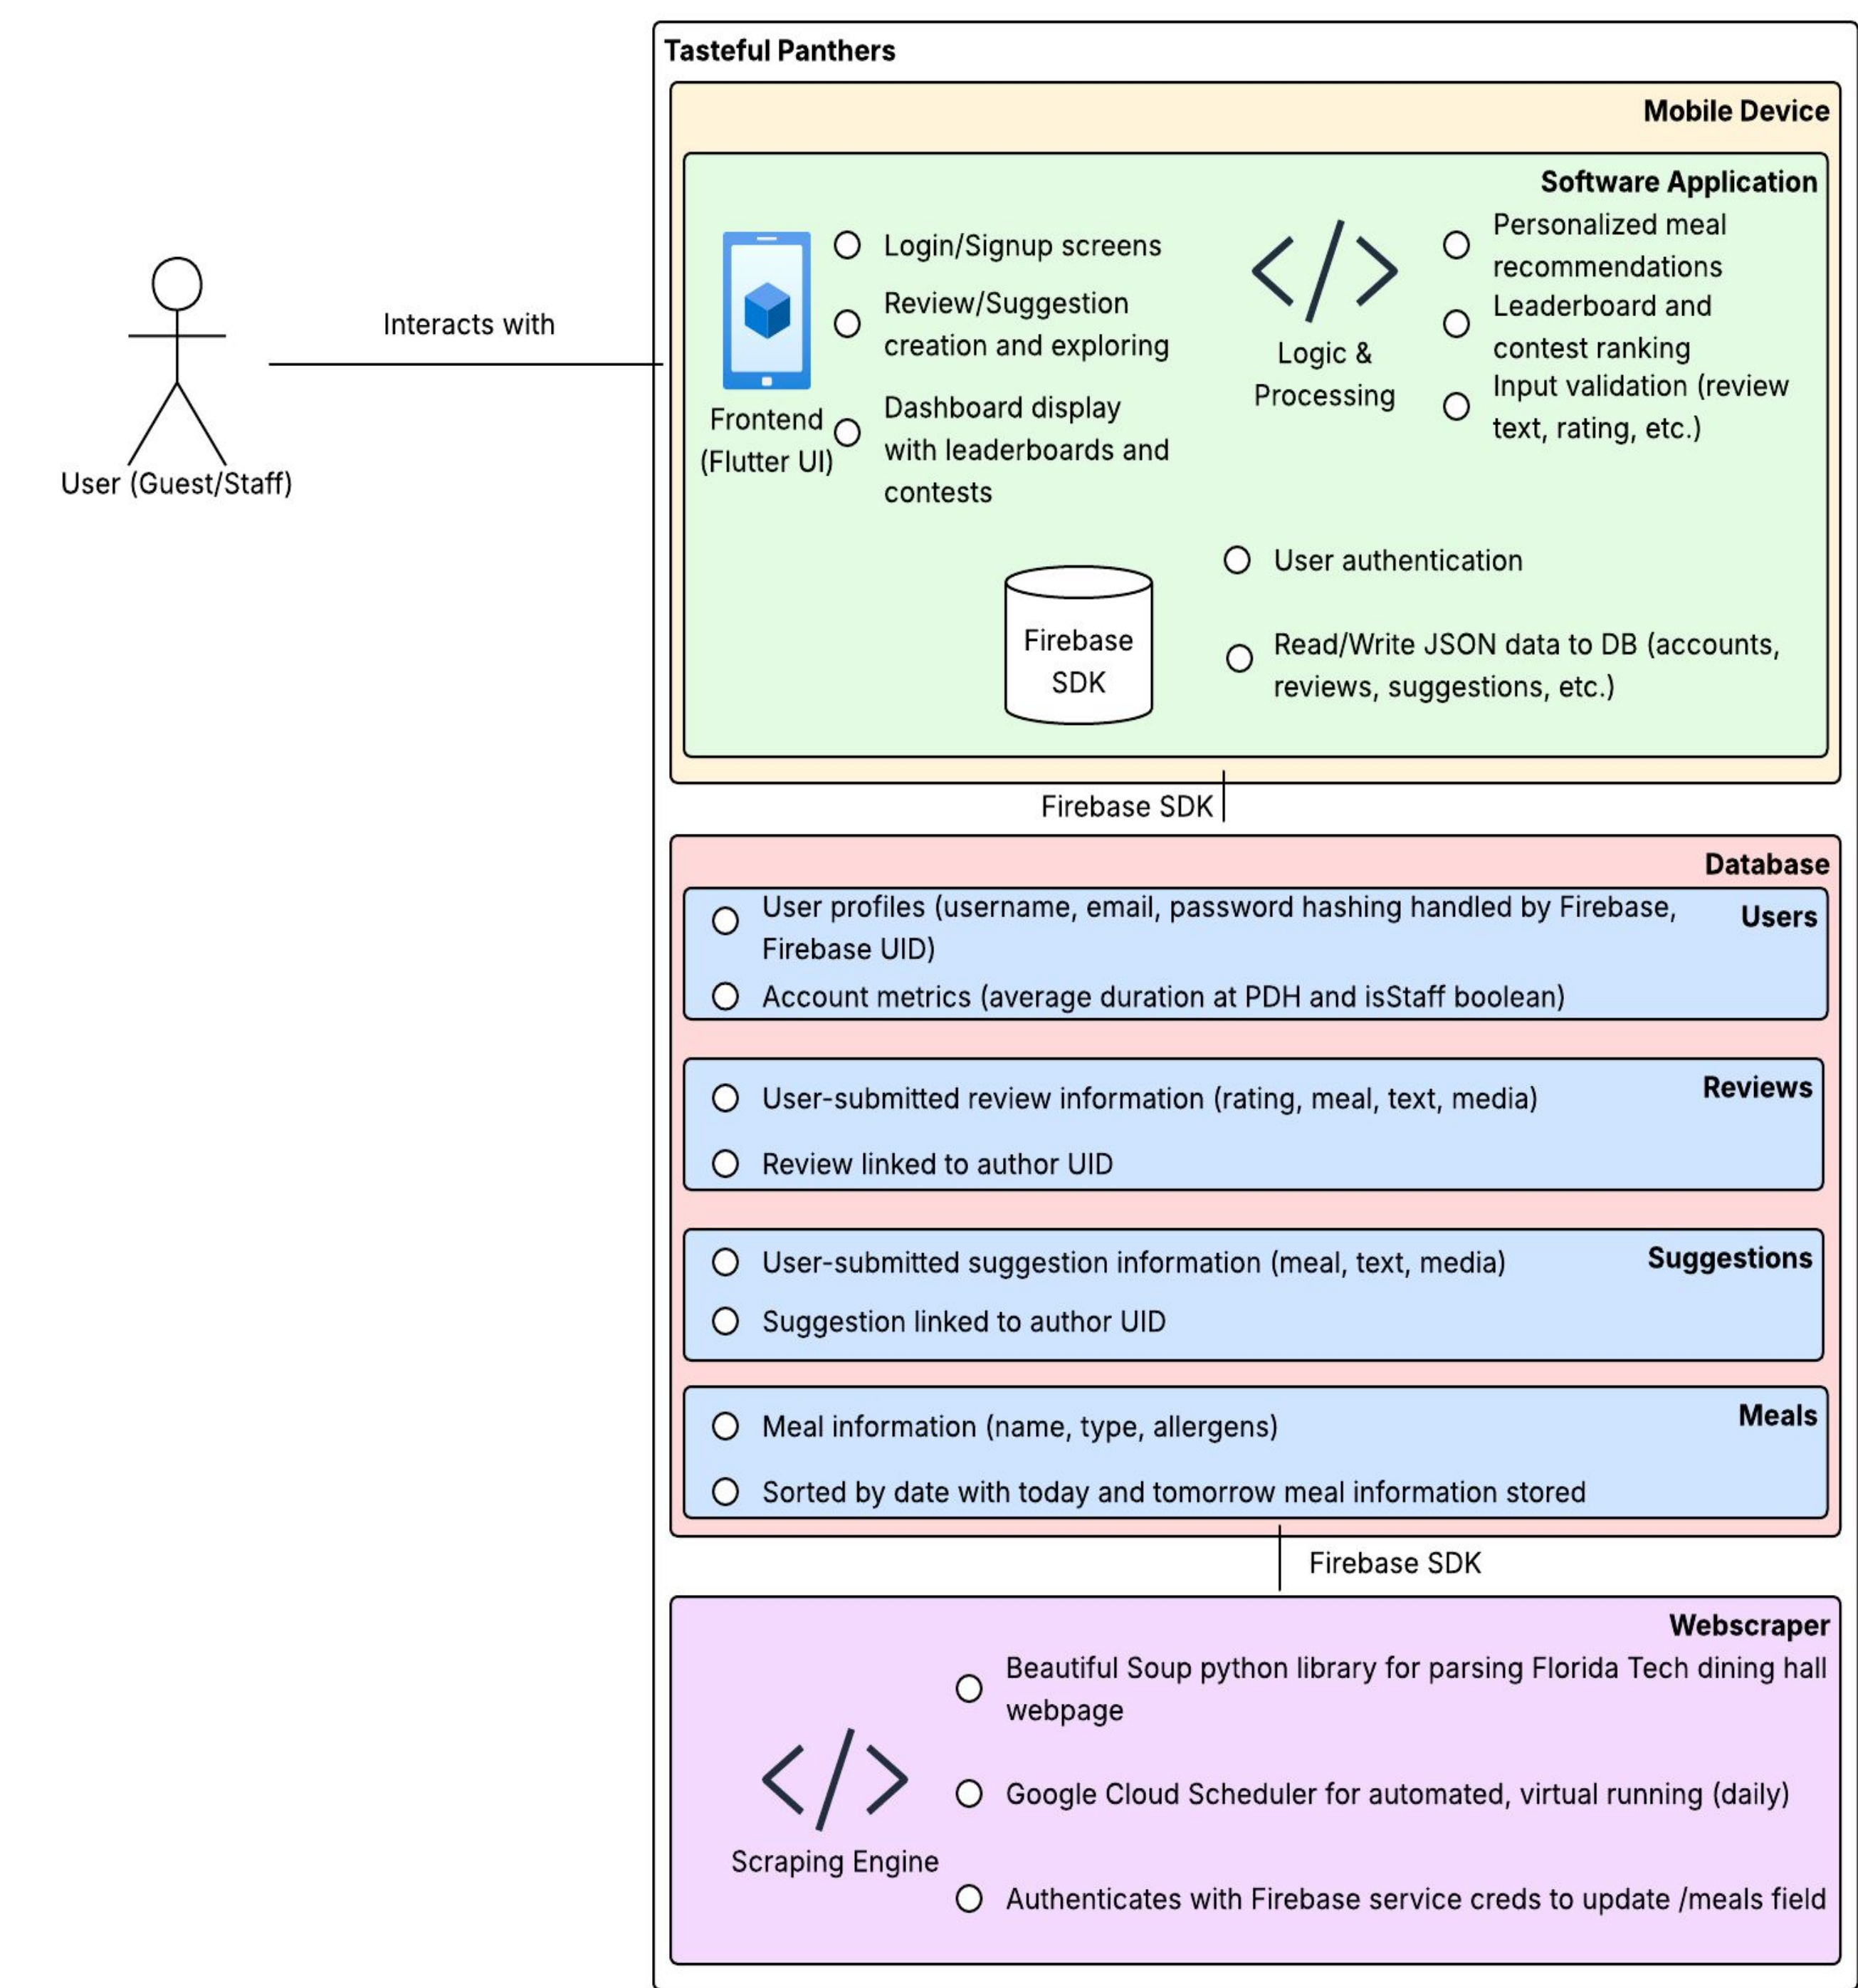 Tasteful Panthers
Mobile Device
Software Application
Interacts with
User (Guest/Staff)
Frontend
(Flutter UI)
Login/Signup screens
Review/Suggestion
creation and exploring
Dashboard display
with leaderboards and
contests
Logic &
Processing
Personalized meal
recommendations
Leaderboard and
contest ranking
Input validation (review
text, rating, etc.)
Firebase
SDK
User authentication
Read/Write JSON data to DB (accounts,
reviews, suggestions, etc.)
Firebase SDK
Database
Users
User profiles (username, email, password hashing handled by Firebase,
Firebase UID)
Account metrics (average duration at PDH and isStaff boolean)
Reviews
User-submitted review information (rating, meal, text, media)
Review linked to author UID
Suggestions
User-submitted suggestion information (meal, text, media)
Suggestion linked to author UID
Meals
Meal information (name, type, allergens)
Sorted by date with today and tomorrow meal information stored
Firebase SDK
Webscraper
Scraping Engine
Beautiful Soup python library for parsing Florida Tech dining hall
webpage
Google Cloud Scheduler for automated, virtual running (daily)
Authenticates with Firebase service creds to update /meals field